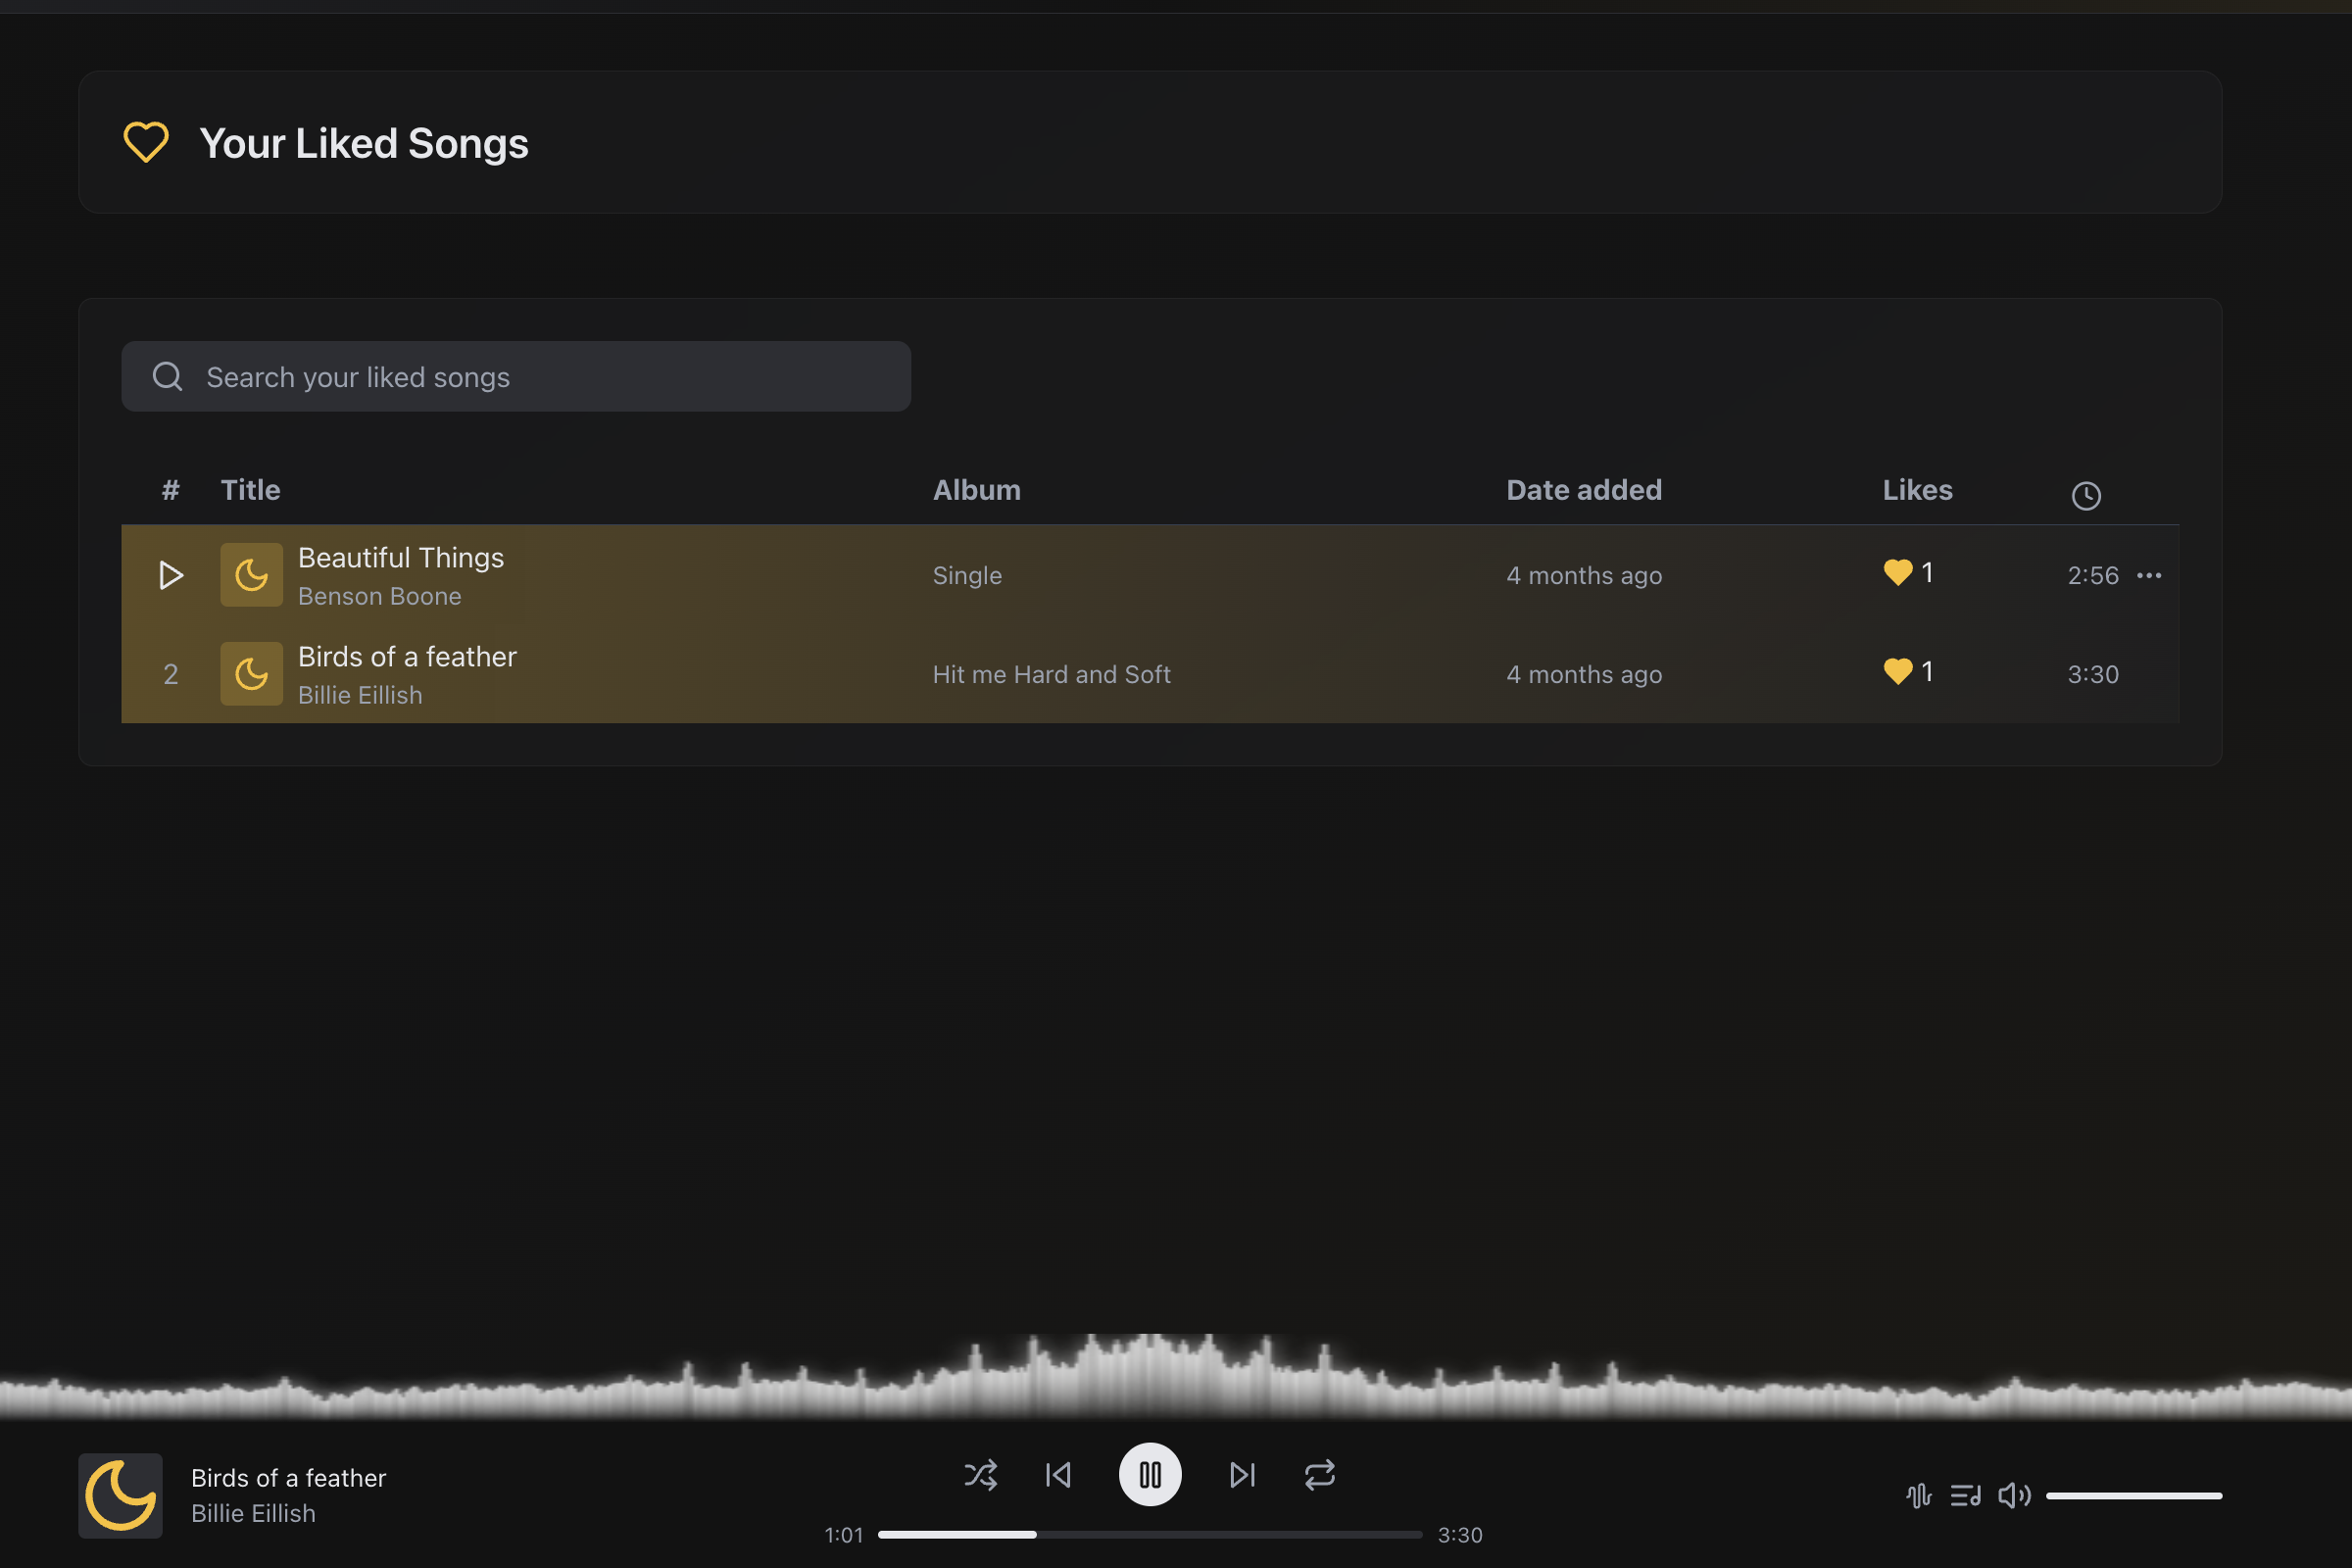 Your Liked Songs
Search your liked songs
# Title Album Date added Likes
Beautiful Things
Benson Boone
Single 4 months ago 1 2:56
2 Birds of a feather
Billie Eillish
Hit me Hard and Soft 4 months ago 1 3:30
Birds of a feather
Billie Eillish
1:01 3:30